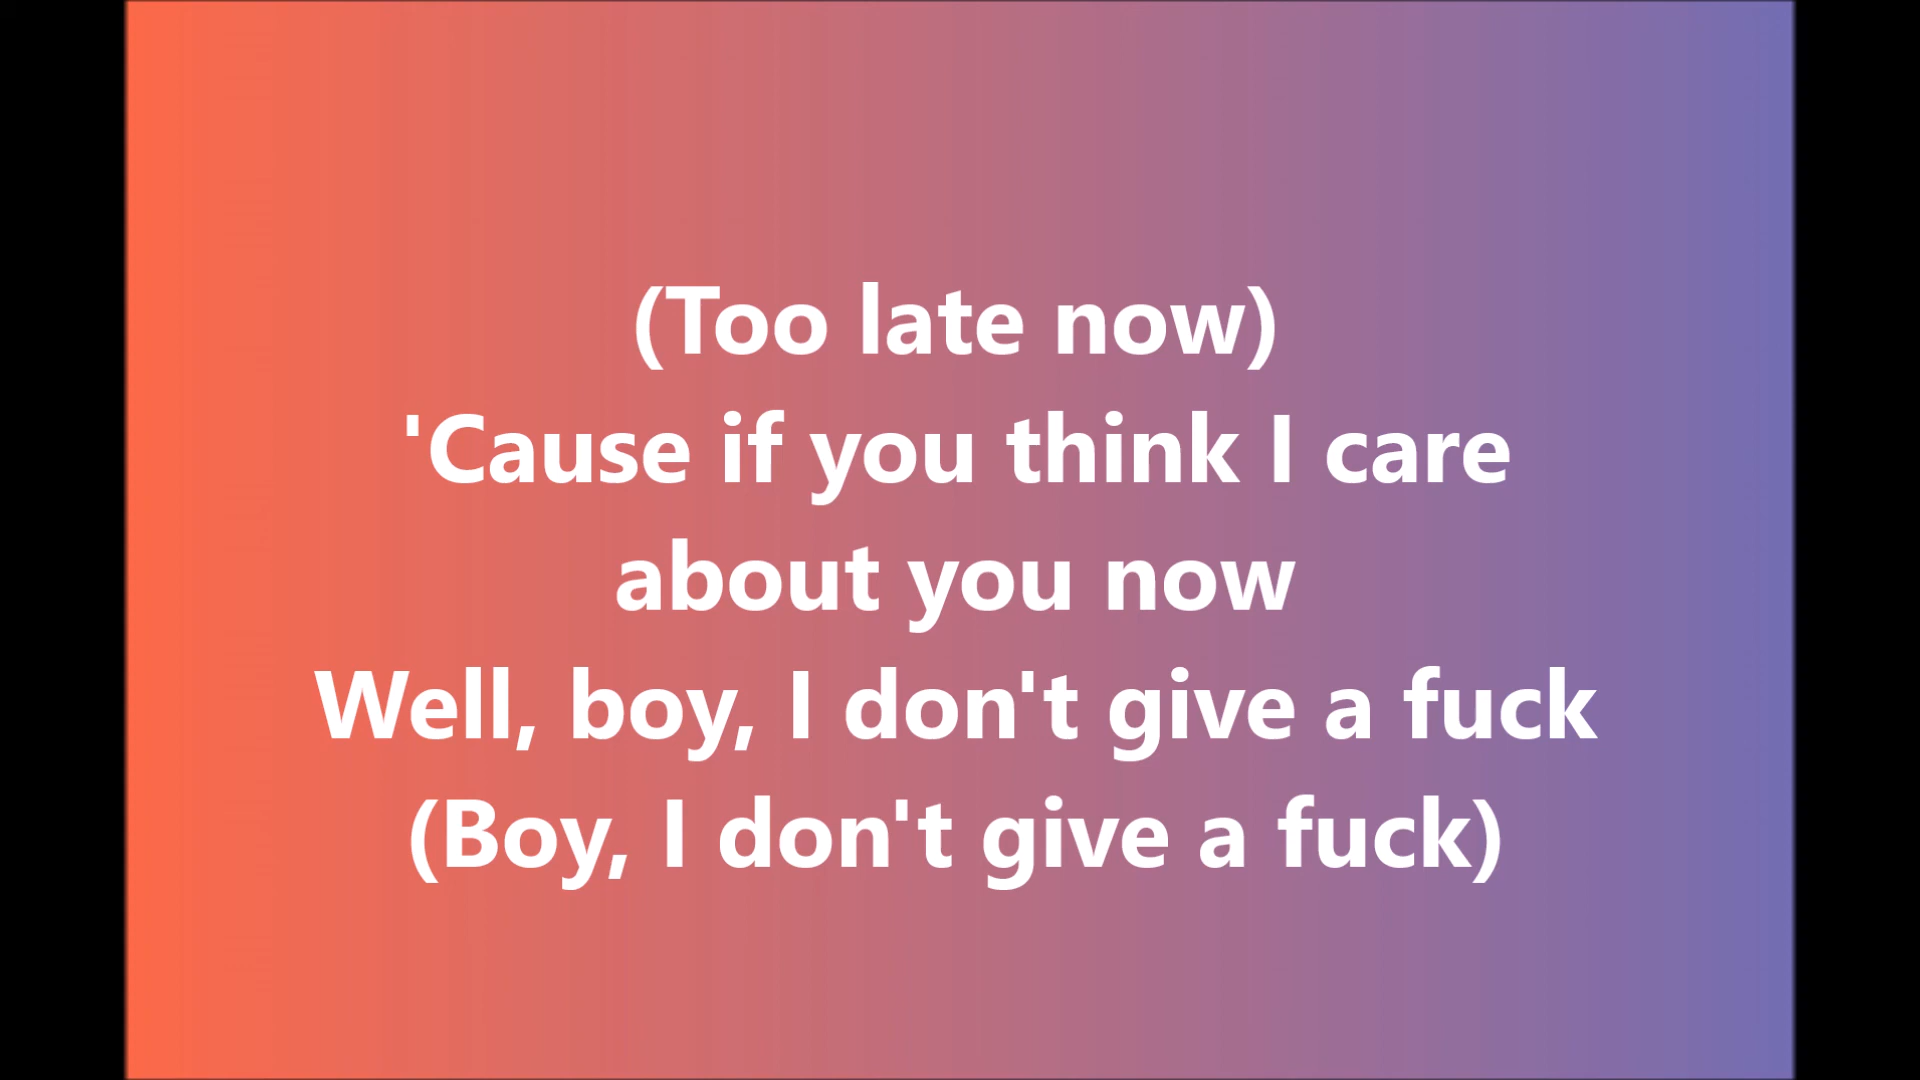 (Too late now)
'Cause if you think I care
about you now
Well, boy, I don't give a fuck
(Boy, I don't give a fuck)